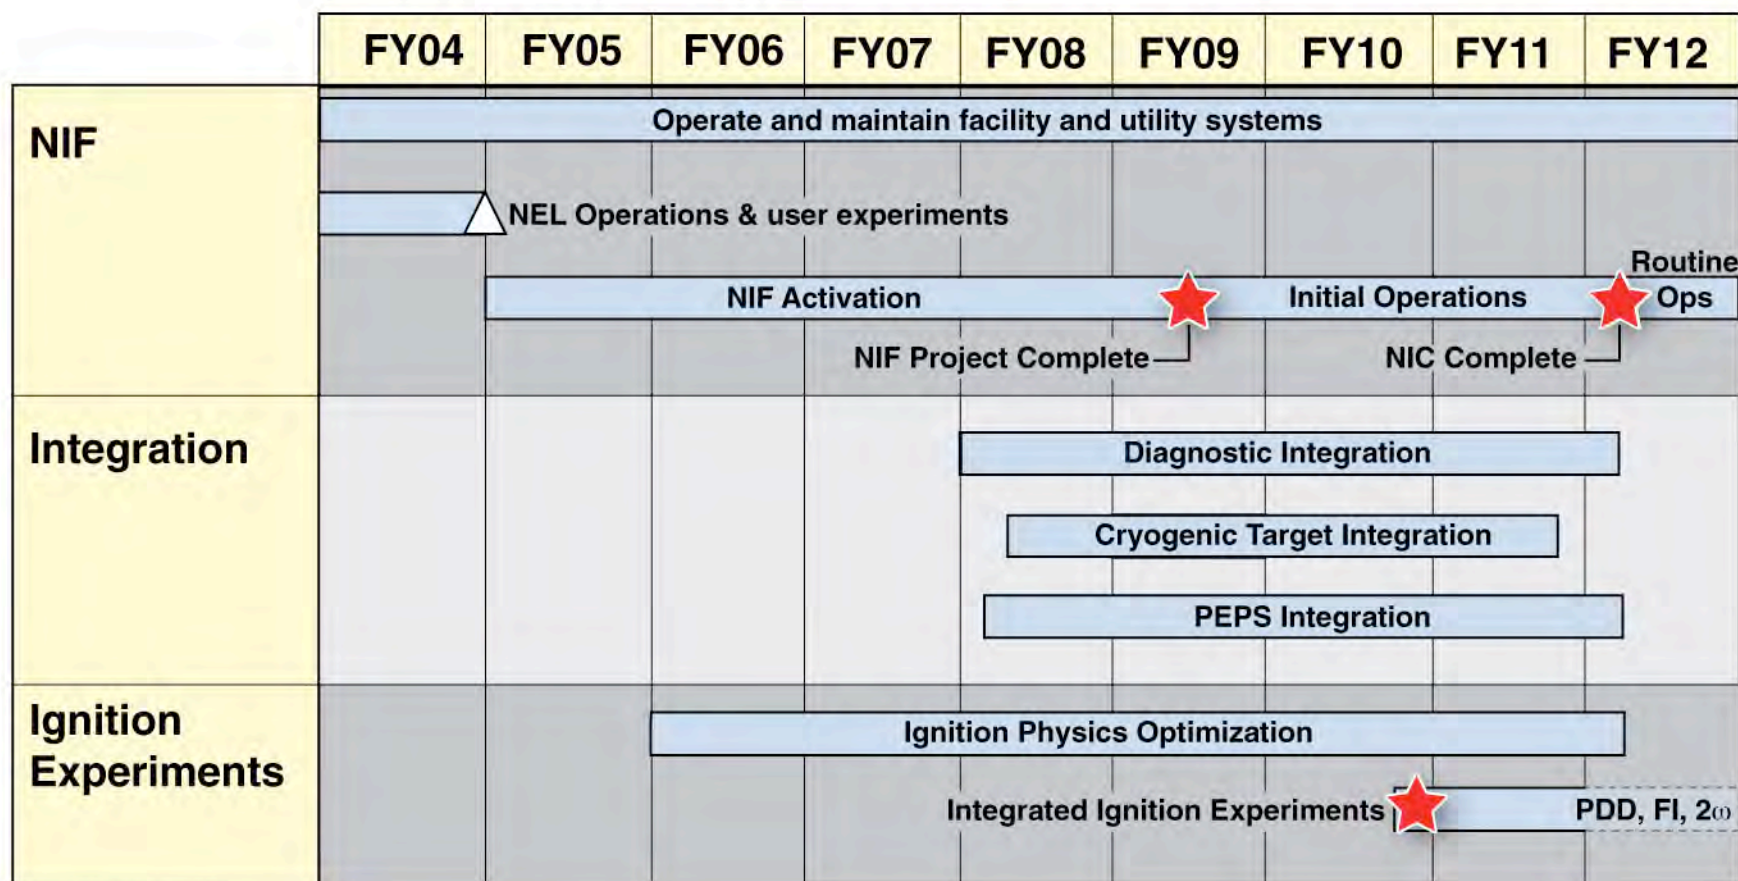 FY04 FY05 FY06 FY07 FY08 FY09 FY10 FY11 FY12
NIF
Operate and maintain facility and utility systems
NEL Operations & user experiments
Routine
NIF Activation
Initial Operations
Ops
NIF Project Complete
NIC Complete
Integration
Diagnostic Integration
Cryogenic Target Integration
PEPS Integration
Ignition
Experiments
Ignition Physics Optimization
Integrated Ignition Experiments
PDD, FI, 2ω